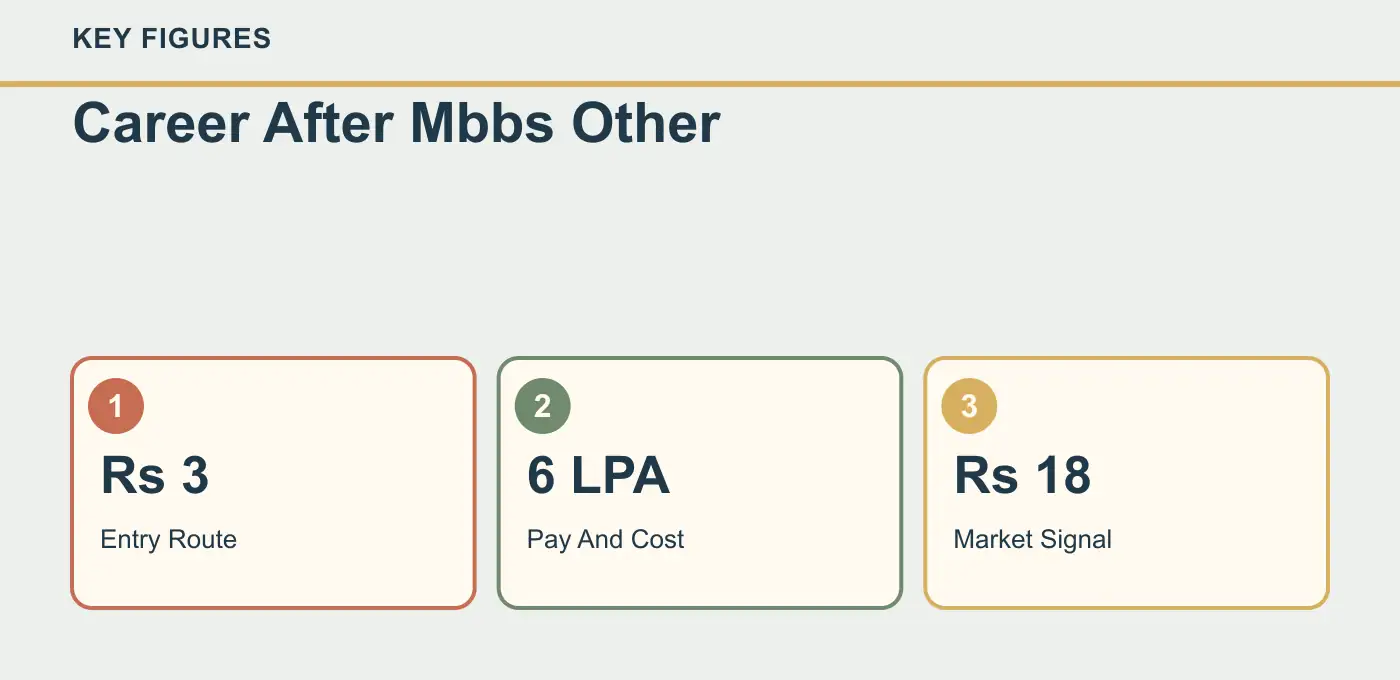 KEY FIGURES
Career After Mbbs Other
1
Rs 3
Entry Route
2
6 LPA
Pay And Cost
3
Rs 18
Market Signal